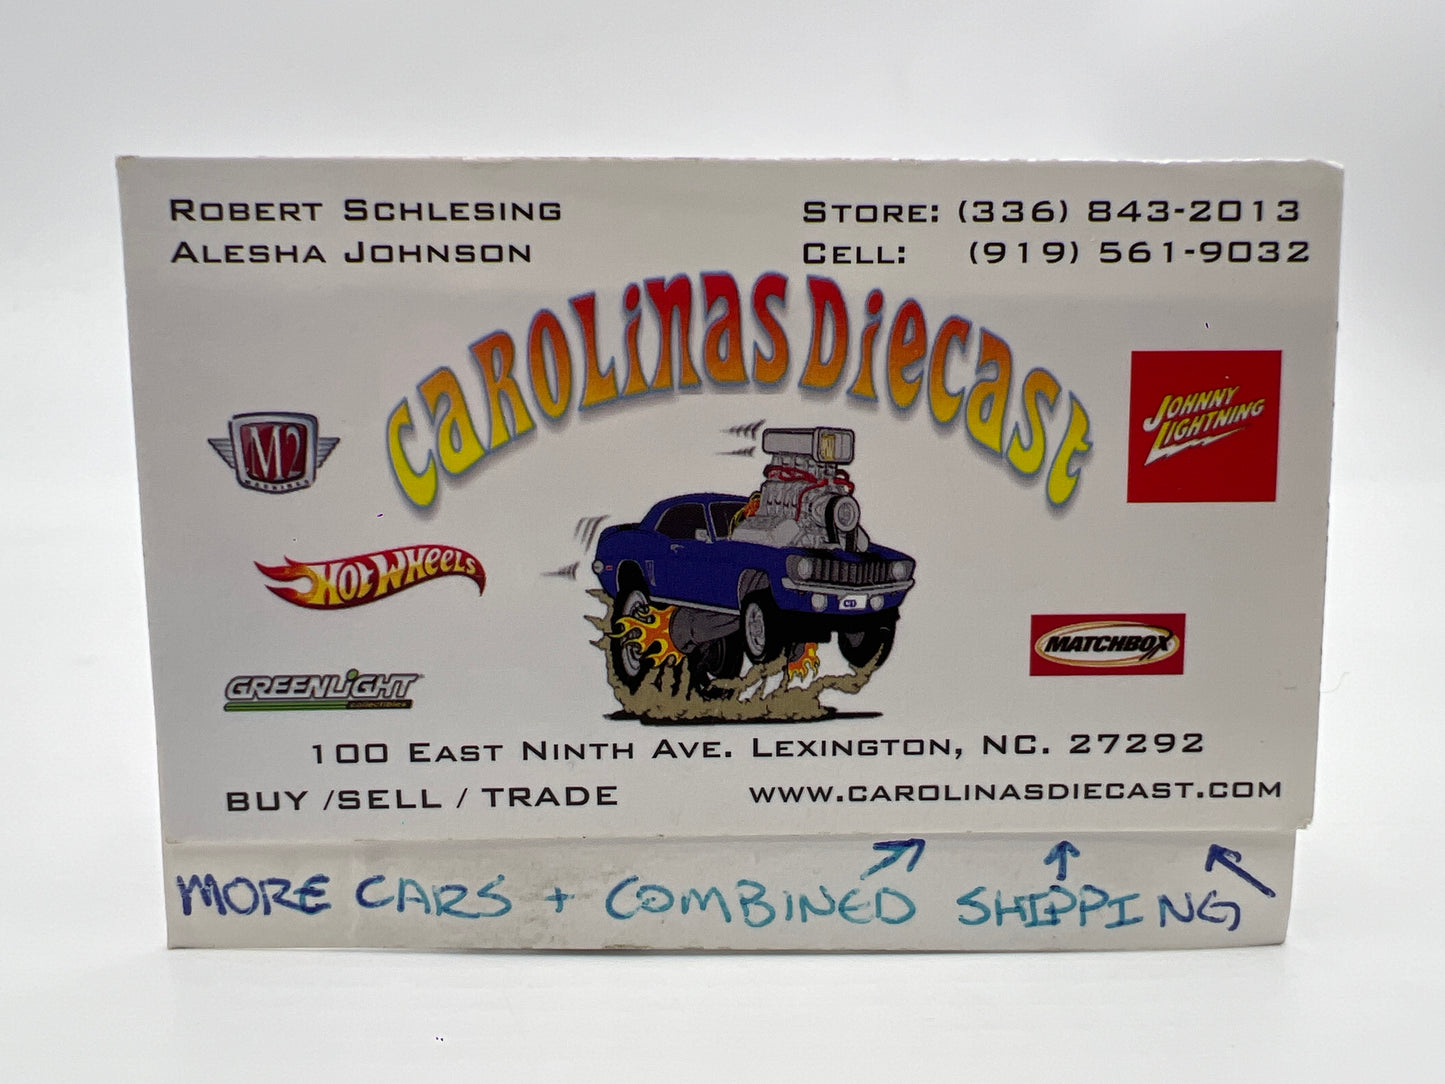 ROBERT SCHLESING
ALESHA JOHNSON
STORE: (336) 843-2013
CELL: (919) 561-9032
CAROLINAS DIECAST
M2
MACHINES
JOHNNY
LIGHTNING
HOT WHEELS
MATCHBOX
GREENLIGHT
collectibles
100 EAST NINTH AVE. LEXINGTON, NC. 27292
BUY /SELL / TRADE
WWW.CAROLINASDIECAST.COM
MORE CARS + COMBINED SHIPPING